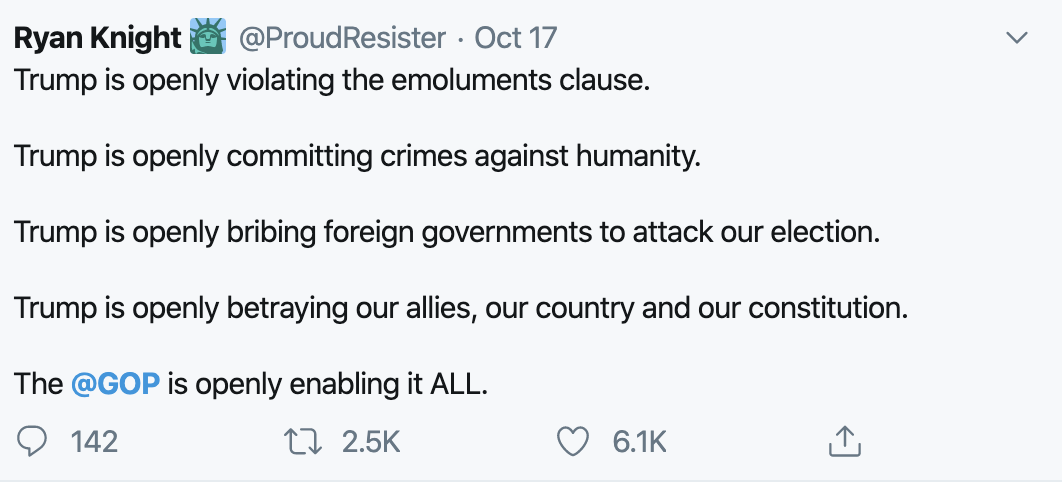 Ryan Knight @ProudResister · Oct 17
Trump is openly violating the emoluments clause.
Trump is openly committing crimes against humanity.
Trump is openly bribing foreign governments to attack our election.
Trump is openly betraying our allies, our country and our constitution.
The @GOP is openly enabling it ALL.
142 2.5K 6.1K